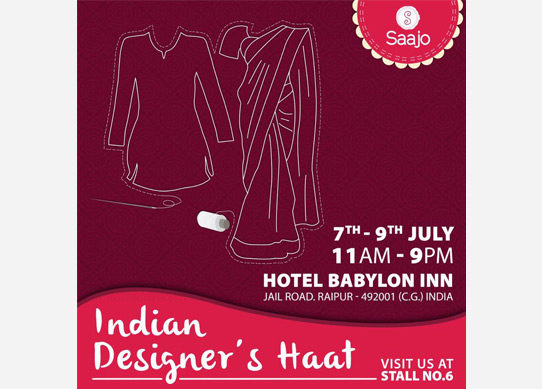 S
Saajo
7TH - 9TH JULY
11AM - 9PM
HOTEL BABYLON INN
JAIL ROAD. RAIPUR - 492001 (C.G.) INDIA
Indian
Designer's Haat
VISIT US AT
STALL NO.6